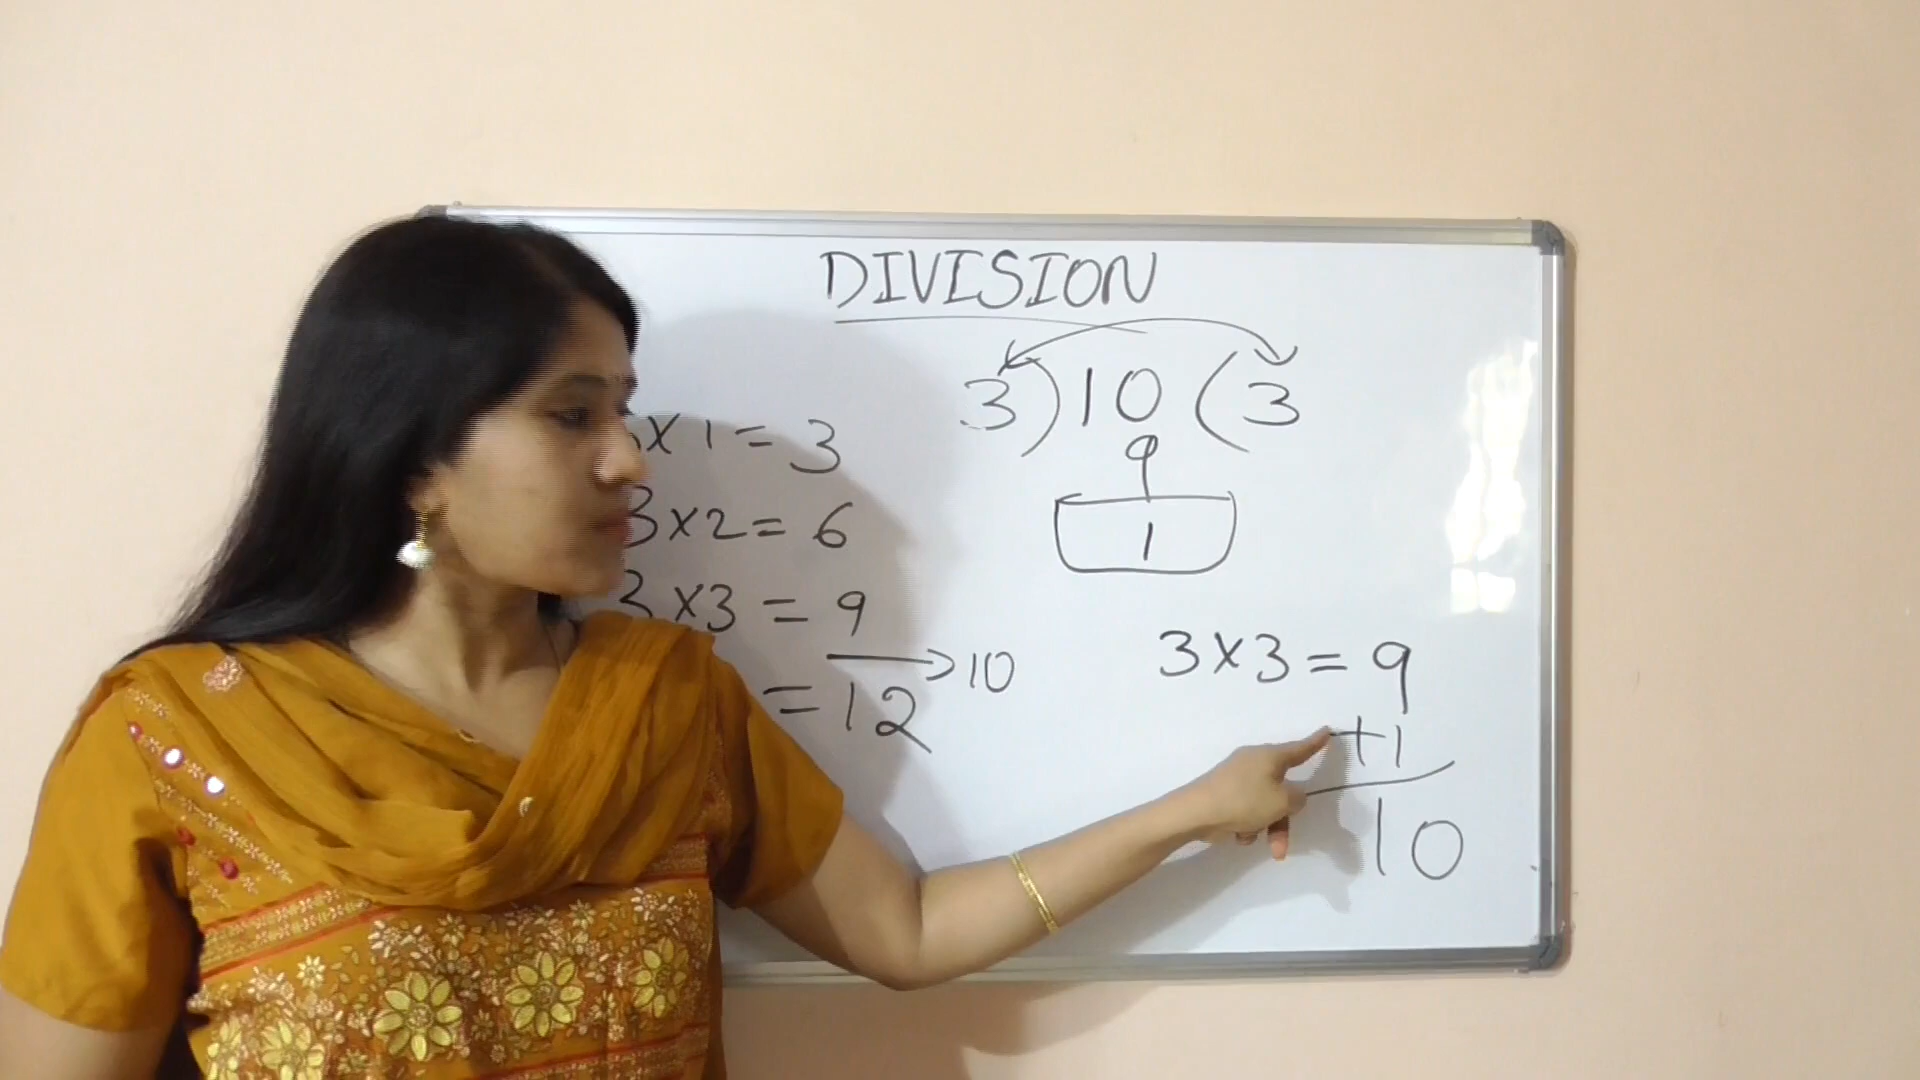 DIVISION
3)10(3
9
1
x1=3
3x2=6
3x3=9
→10
=12
3x3=9
+1
10